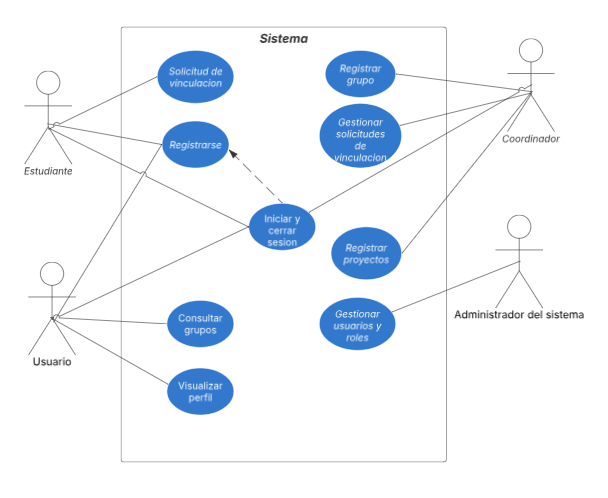 Sistema
Solicitud de
vinculacion
Registrar
grupo
Gestionar
solicitudes
de
vinculacion
Registrarse
Coordinador
Estudiante
Iniciar y
cerrar
sesion
Registrar
proyectos
Administrador del sistema
Gestionar
usuarios y
roles
Consultar
grupos
Usuario
Visualizar
perfil